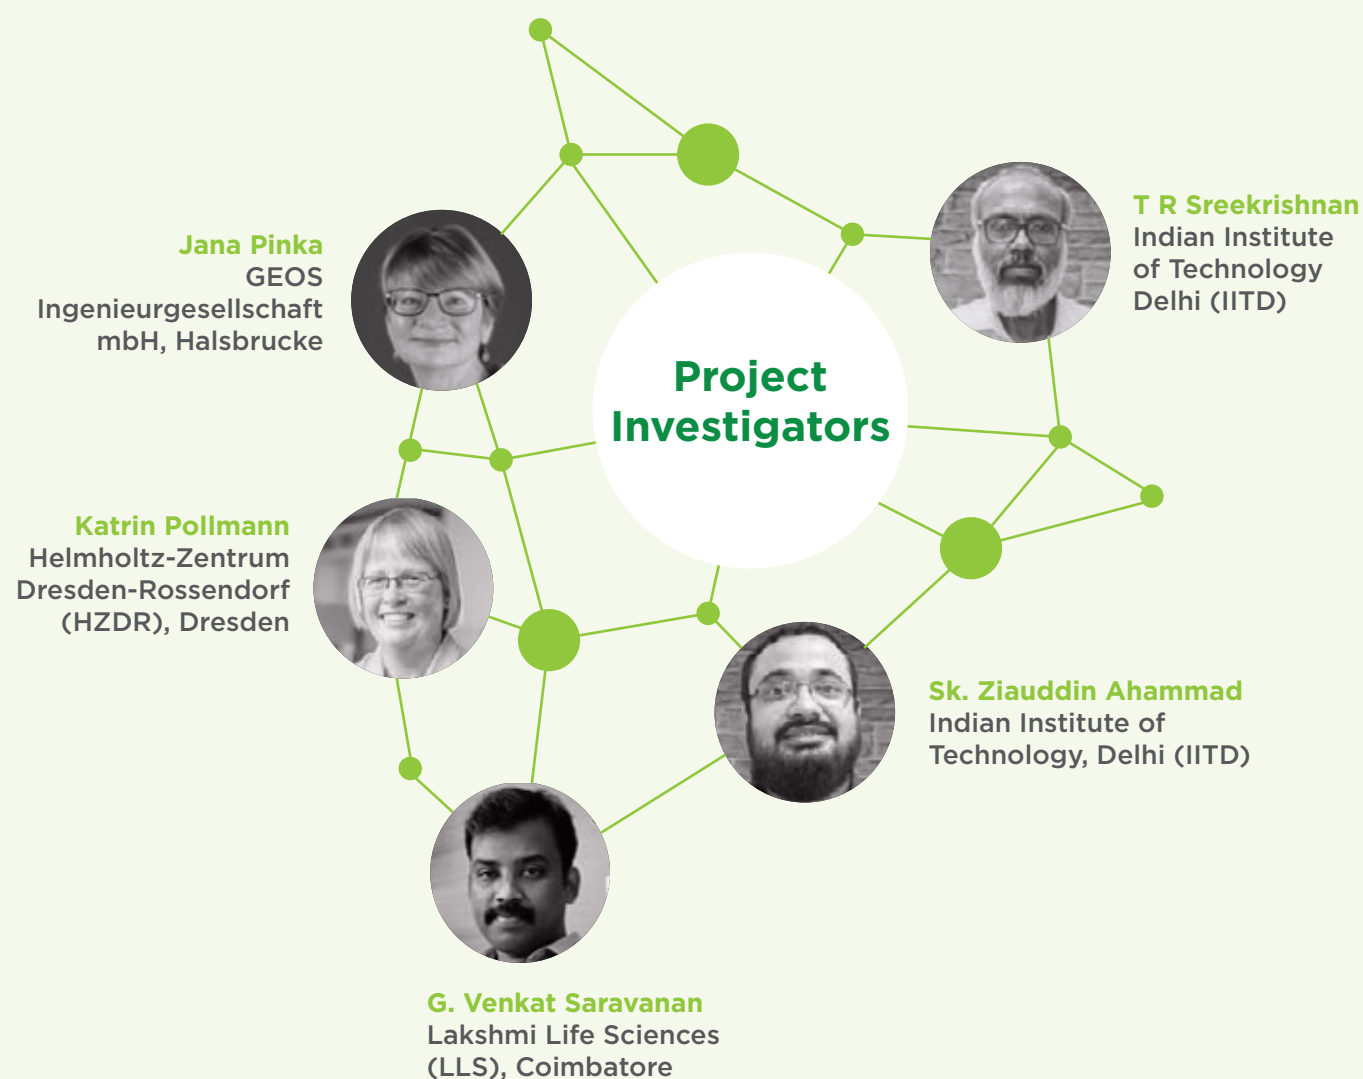 Project
Investigators
T R Sreekrishnan
Indian Institute
of Technology
Delhi (IITD)
Jana Pinka
GEOS
Ingenieurgesellschaft
mbH, Halsbrucke
Katrin Pollmann
Helmholtz-Zentrum
Dresden-Rossendorf
(HZDR), Dresden
Sk. Ziauddin Ahammad
Indian Institute of
Technology, Delhi (IITD)
G. Venkat Saravanan
Lakshmi Life Sciences
(LLS), Coimbatore